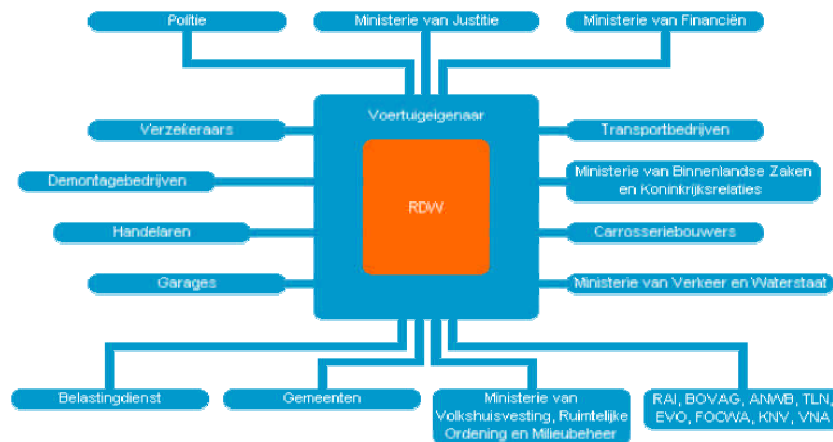 Politie
Ministerie van Justitie
Ministerie van Financiën
Voertuigeigenaar
Verzekeraars
Transportbedrijven
Demontagebedrijven
Ministerie van Binnenlandse Zaken
en Koninkrijksrelaties
RDW
Handelaren
Carrosseriebouwers
Garages
Ministerie van Verkeer en Waterstaat
Belastingdienst
Gemeenten
Ministerie van
Volkshuisvesting, Ruimtelijke
Ordening en Milieubeheer
RAI, BOVAG, ANWB, TLN,
EVO, FOCWA, KNV, VNA